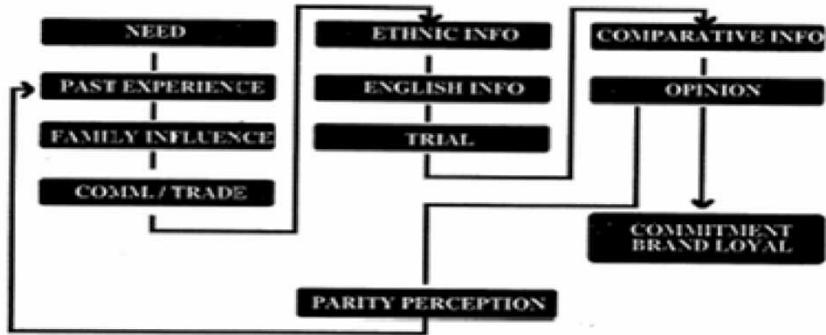 NEED
PAST EXPERIENCE
FAMILY INFLUENCE
COMM. / TRADE
ETHNIC INFO
ENGLISH INFO
TRIAL
COMPARATIVE INFO
OPINION
COMMITMENT
BRAND LOYAL
PARITY PERCEPTION